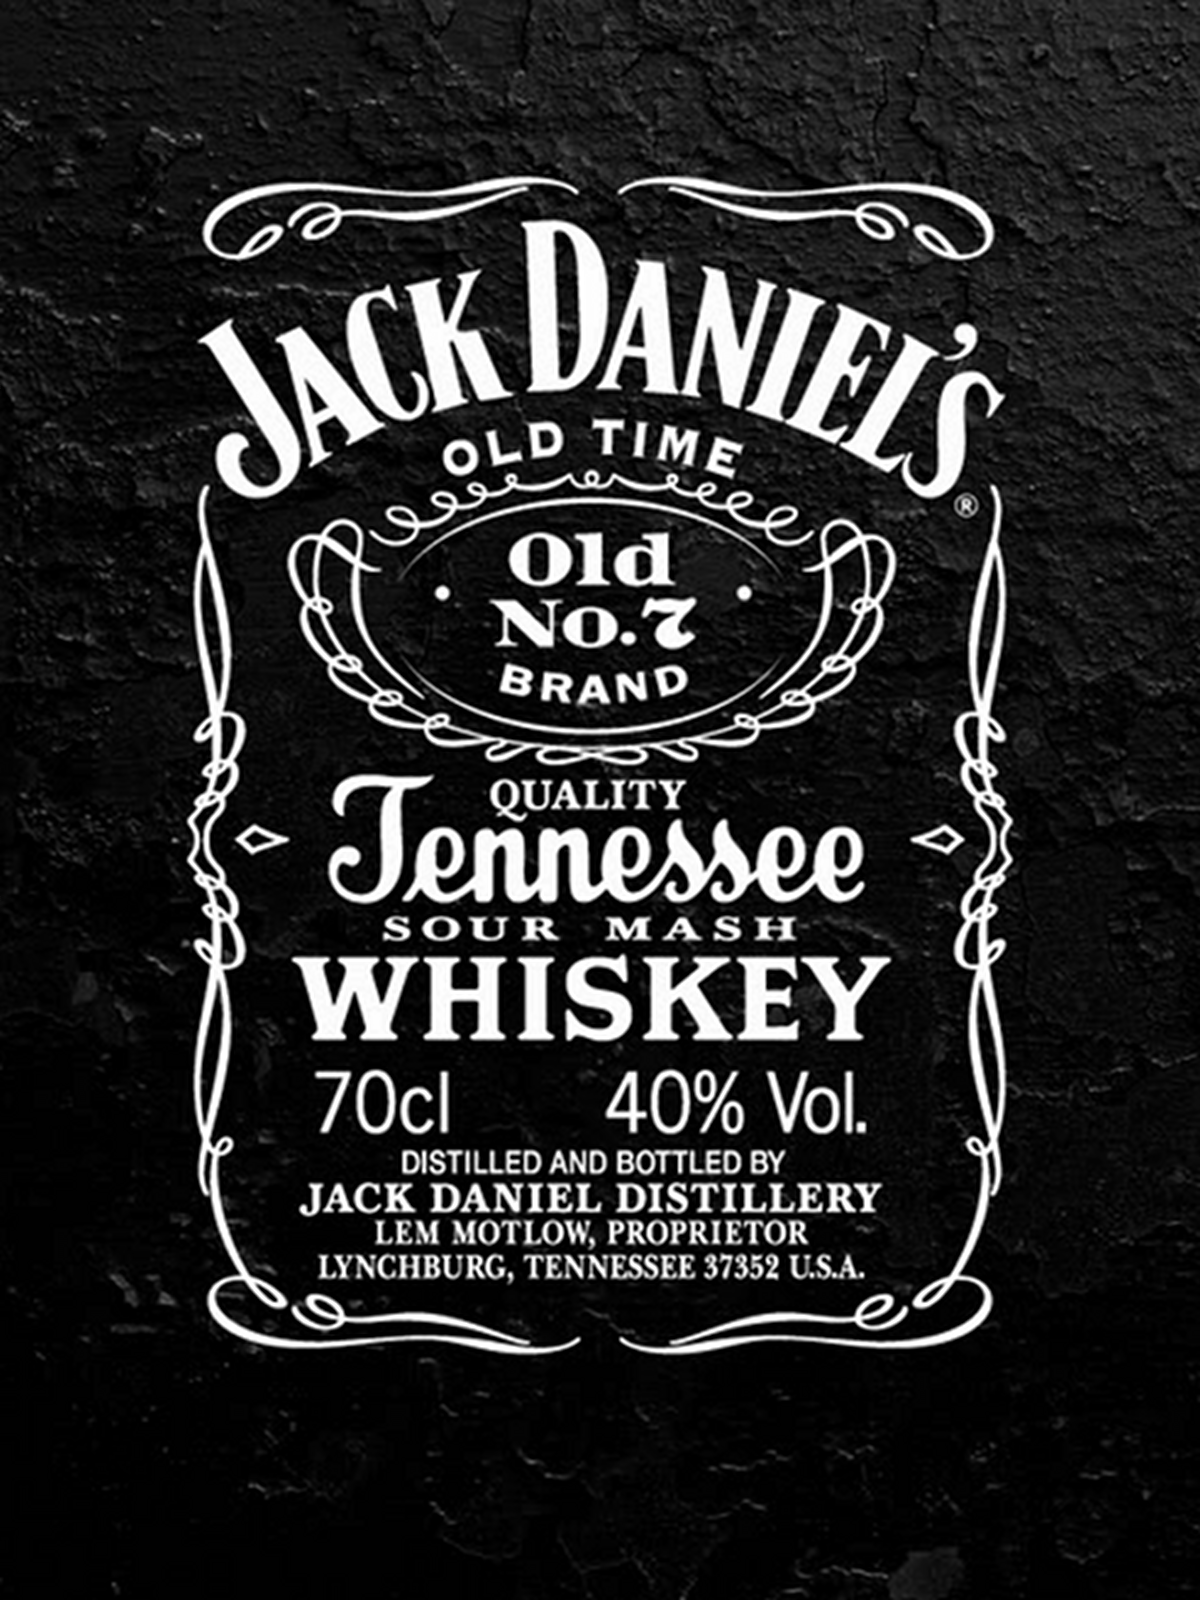 JACK DANIEL'S
®
OLD TIME
Old
No.7
BRAND
QUALITY
Tennessee
SOUR MASH
WHISKEY
70cl 40% Vol.
DISTILLED AND BOTTLED BY
JACK DANIEL DISTILLERY
LEM MOTLOW, PROPRIETOR
LYNCHBURG, TENNESSEE 37352 U.S.A.